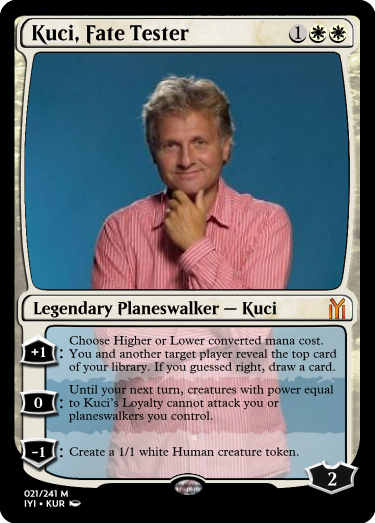 Kuci, Fate Tester 1
Legendary Planeswalker — Kuci
+1: Choose Higher or Lower converted mana cost.
You and another target player reveal the top card
of your library. If you guessed right, draw a card.
0: Until your next turn, creatures with power equal
to Kuci's Loyalty cannot attack you or
planeswalkers you control.
-1: Create a 1/1 white Human creature token.
2
021/241 M
IYI • KUR